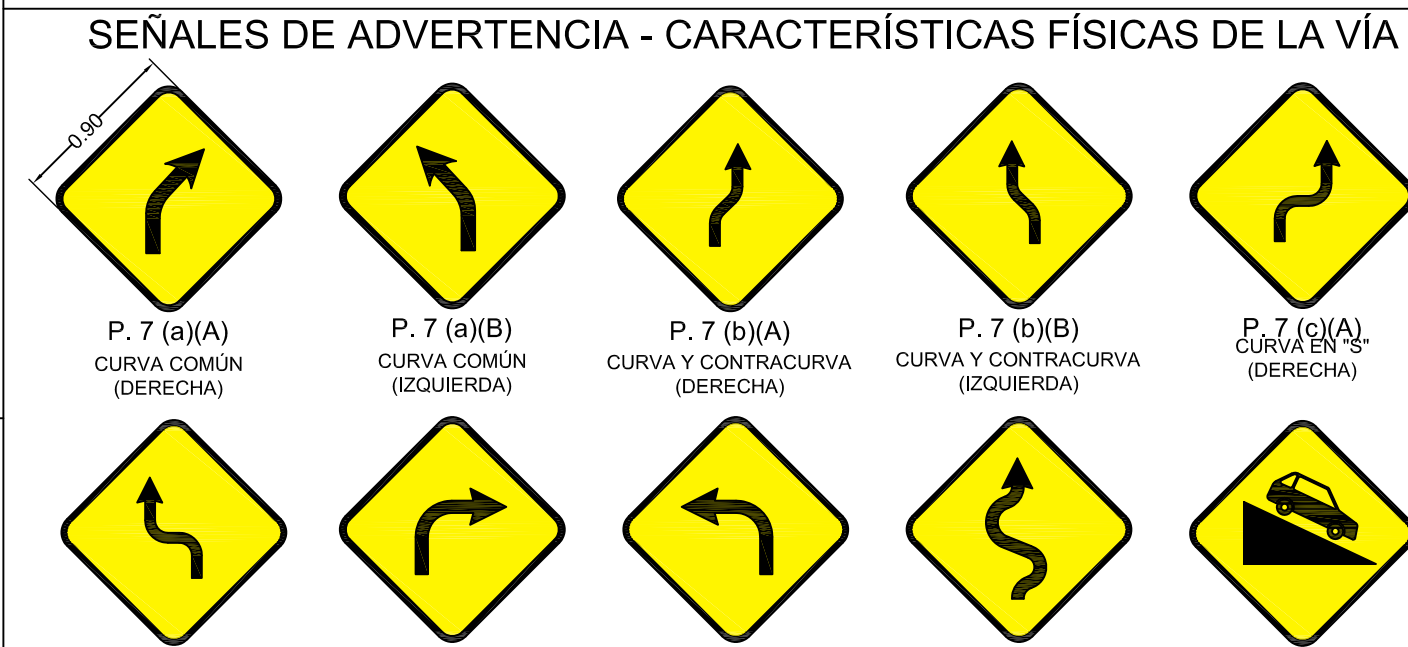 SEÑALES DE ADVERTENCIA - CARACTERÍSTICAS FÍSICAS DE LA VÍA
0.90
P. 7 (a)(A)
CURVA COMÚN
(DERECHA)
P. 7 (a)(B)
CURVA COMÚN
(IZQUIERDA)
P. 7 (b)(A)
CURVA Y CONTRACURVA
(DERECHA)
P. 7 (b)(B)
CURVA Y CONTRACURVA
(IZQUIERDA)
P. 7 (c)(A)
CURVA EN "S"
(DERECHA)